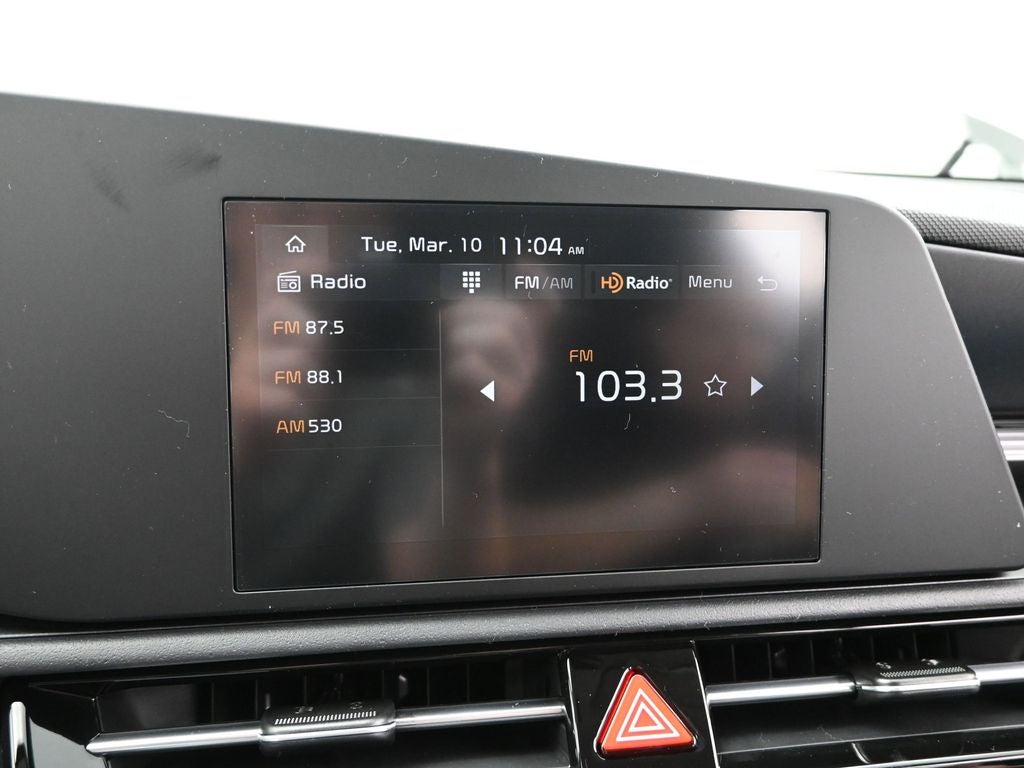 Tue, Mar. 10 11:04 AM
Radio FM/AM HD Radio® Menu
FM 87.5
FM 88.1
AM 530
FM
103.3